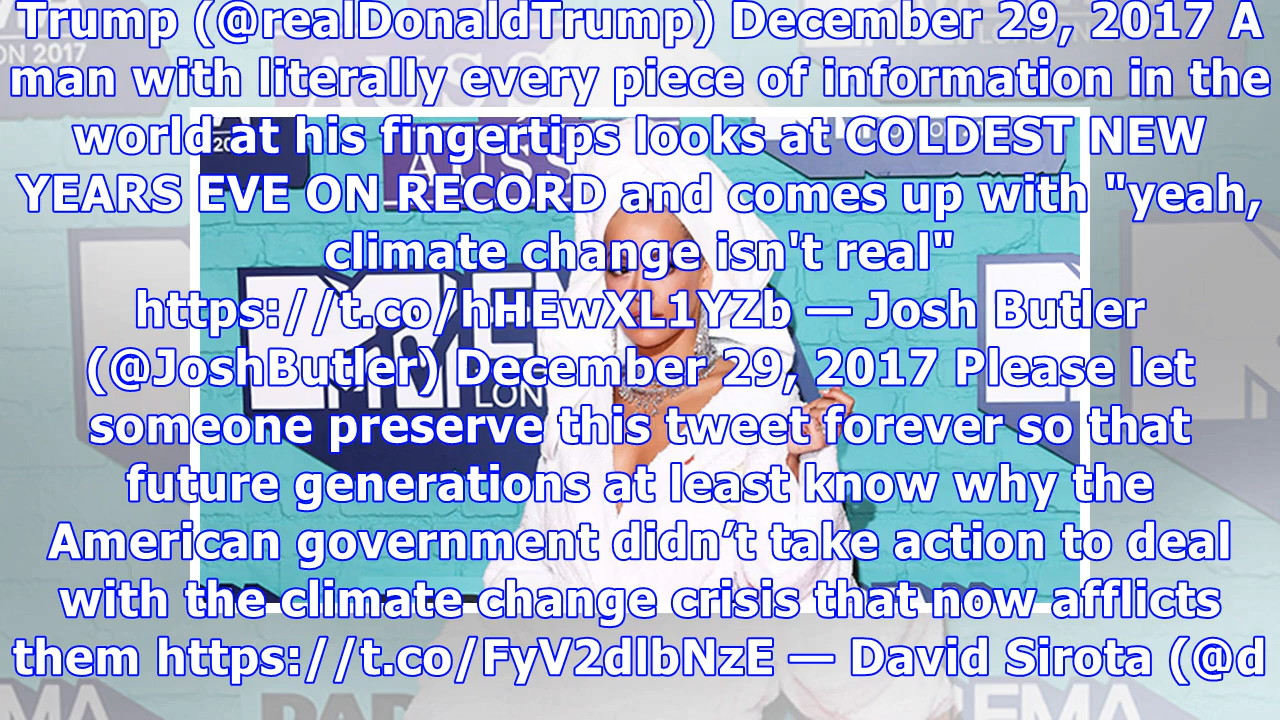 Trump (@realDonaldTrump) December 29, 2017 A
man with literally every piece of information in the
world at his fingertips looks at COLDEST NEW
YEARS EVE ON RECORD and comes up with "yeah,
climate change isn't real"
https://t.co/hHEwXL1YZb — Josh Butler
(@JoshButler) December 29, 2017 Please let
someone preserve this tweet forever so that
future generations at least know why the
American government didn’t take action to deal
with the climate change crisis that now afflicts
them https://t.co/FyV2dlbNzE — David Sirota (@d